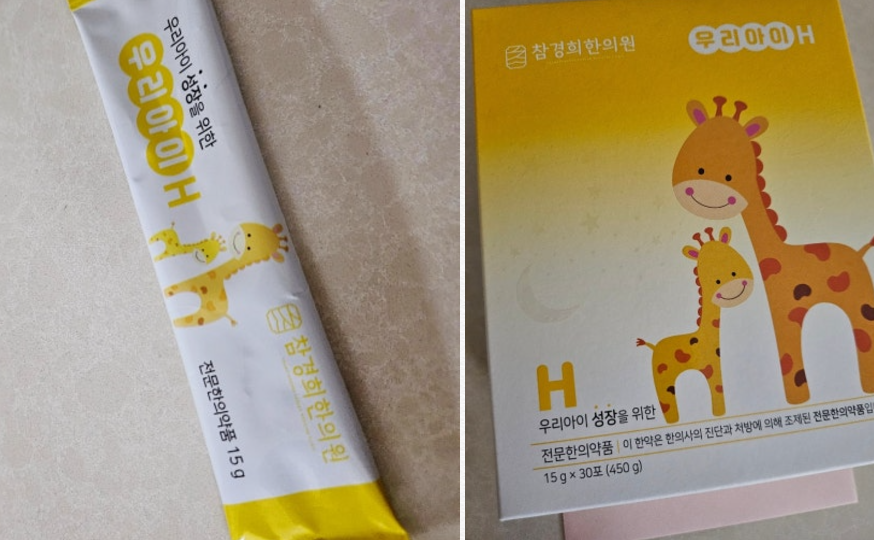 우리아이 성장을 위한
우리아이 H
참경희한의원
전문한의약품 15g
참경희한의원
우리아이 H
H
우리아이 성장을 위한
전문한의약품 | 이 한약은 한의사의 진단과 처방에 의해 조제된 전문한의약품입
15g × 30포 (450g)